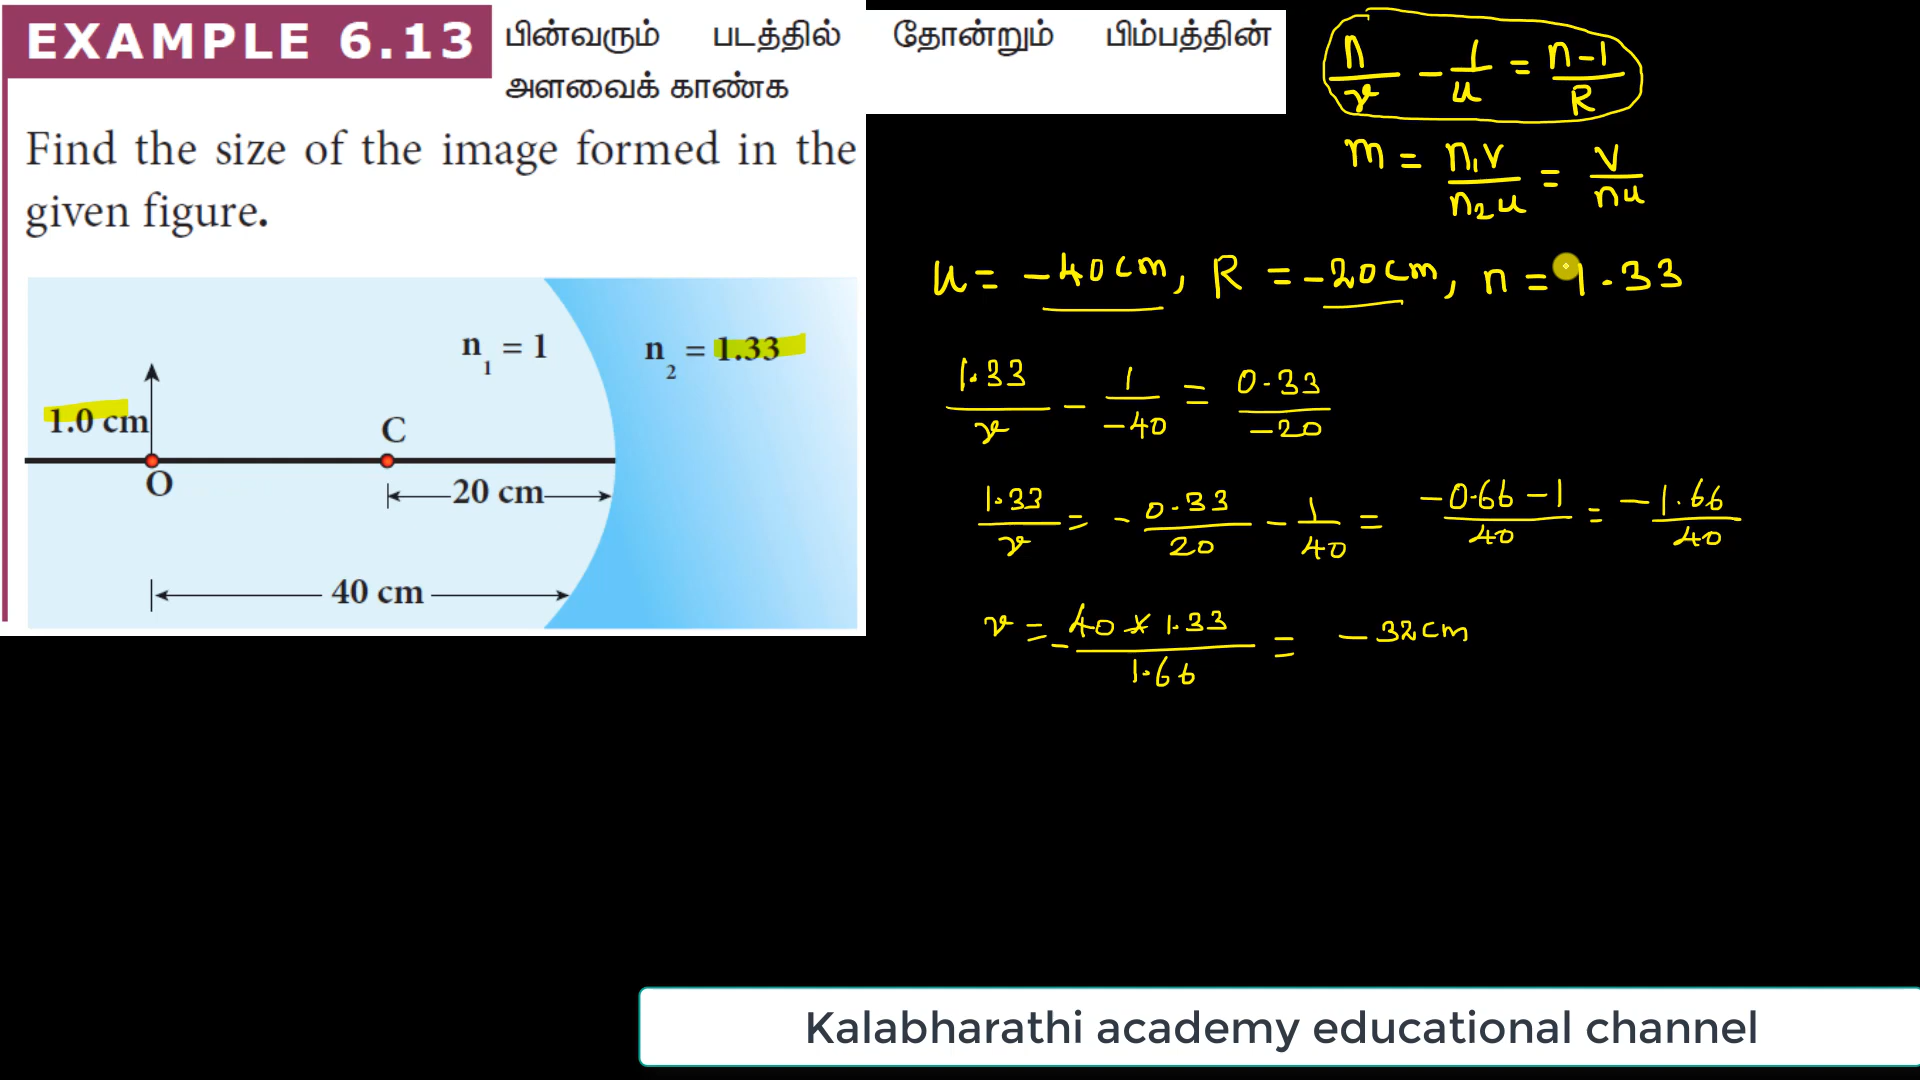 EXAMPLE 6.13
பின்வரும் படத்தில் தோன்றும் பிம்பத்தின்
அளவைக் காண்க
Find the size of the image formed in the
given figure.
n₁ = 1
n₂ = 1.33
1.0 cm
C
O
20 cm
40 cm
n/v - 1/u = n-1/R
m = n₁v/n₂u = v/nu
u = -40cm, R = -20cm, n = 1.33
1.33/v - 1/-40 = 0.33/-20
1.33/v = -0.33/20 - 1/40 = -0.66-1/40 = -1.66/40
v = -40×1.33/1.66 = -32cm
Kalabharathi academy educational channel